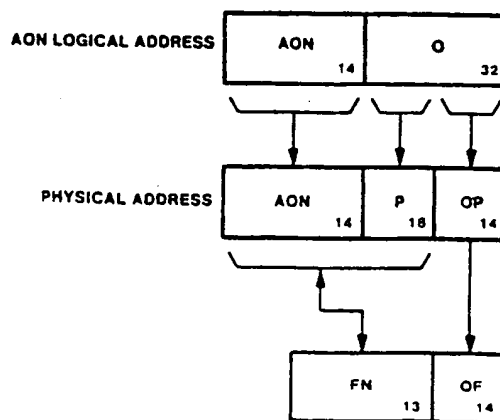 AON LOGICAL ADDRESS
AON 14
O 32
PHYSICAL ADDRESS
AON 14
P 18
OP 14
FN 13
OF 14